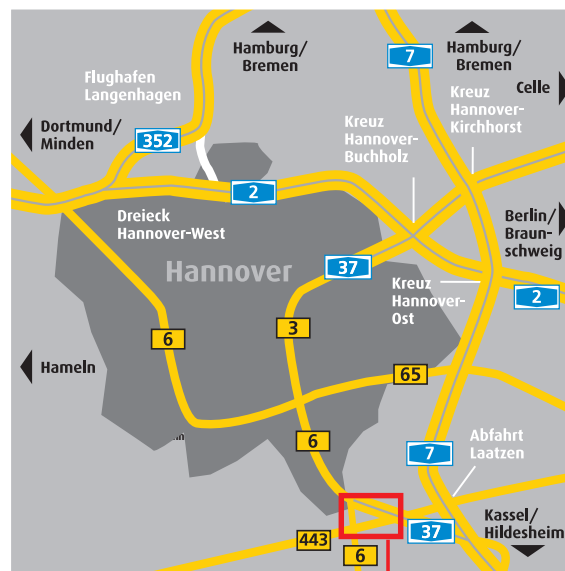 Hamburg/
Bremen
7
Hamburg/
Bremen
Flughafen
Langenhagen
Kreuz
Hannover-
Kirchhorst
Celle
Dortmund/
Minden
352
Kreuz
Hannover-
Buchholz
2
Dreieck
Hannover-West
Berlin/
Braun-
schweig
Hannover
37
Kreuz
Hannover-
Ost
2
3
6
Hameln
65
6
7
Abfahrt
Laatzen
443
37
Kassel/
Hildesheim
6